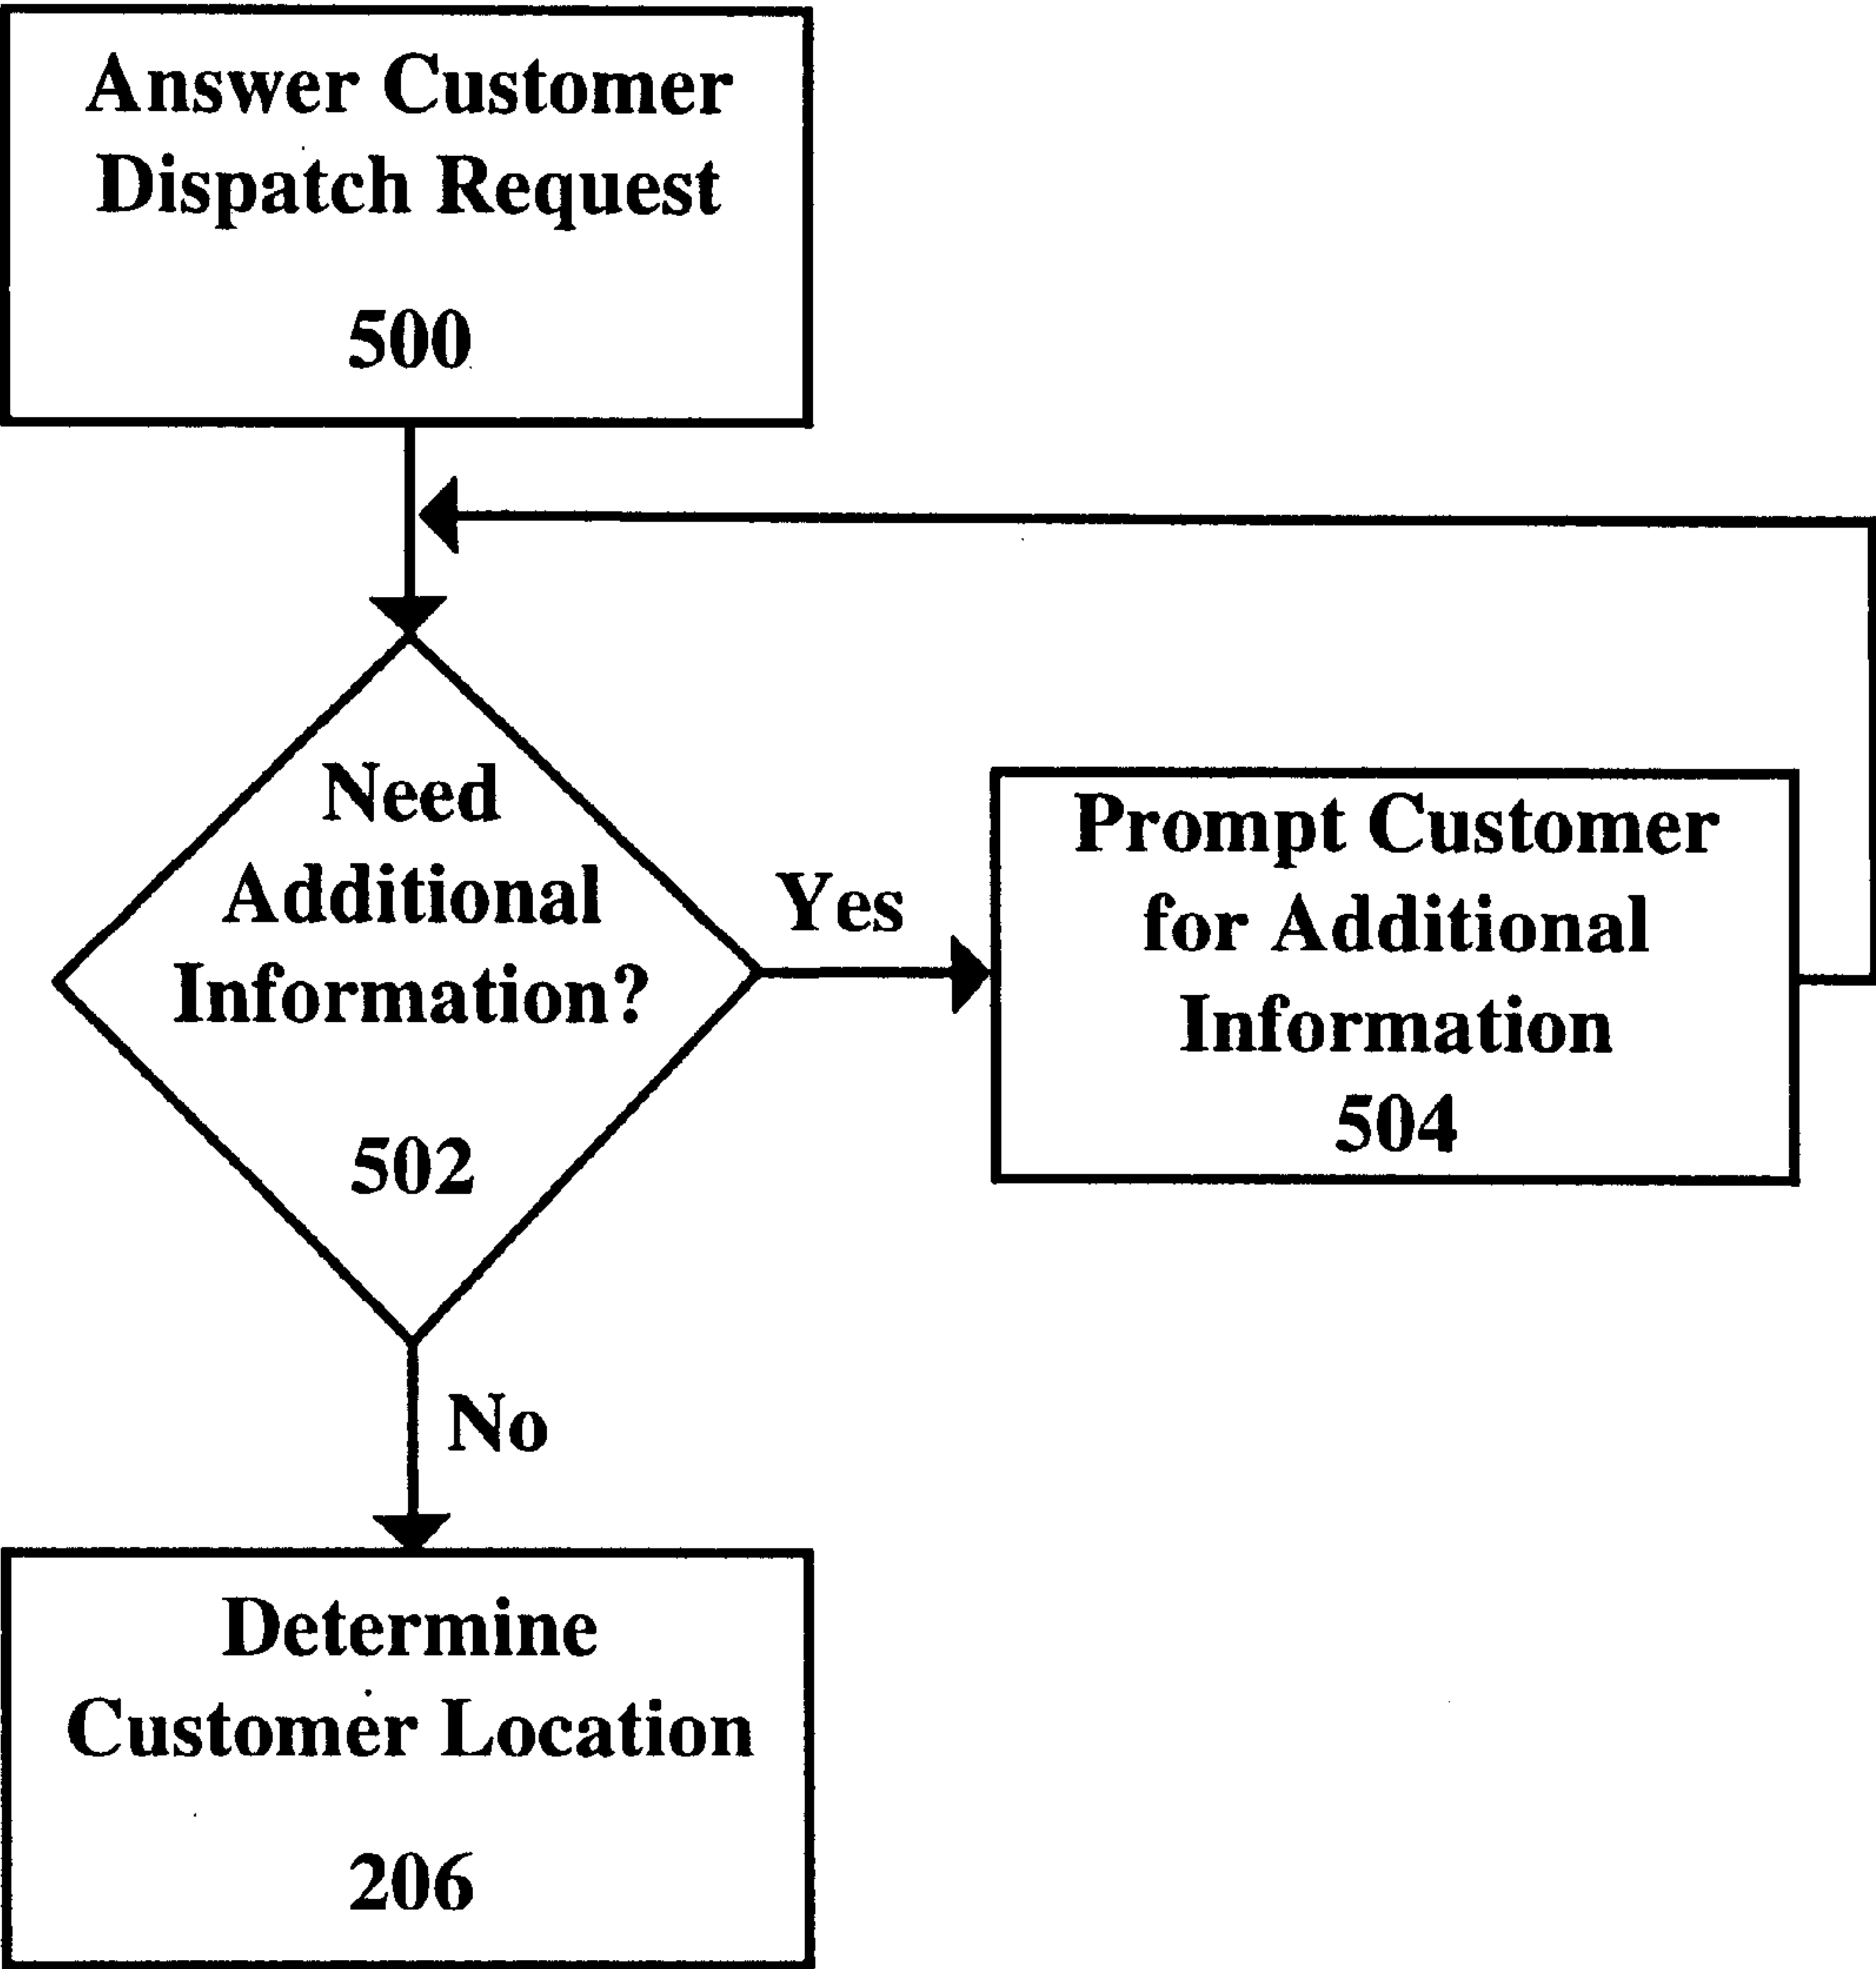 Answer Customer
Dispatch Request
500
Need
Additional
Information?
502
Yes
Prompt Customer
for Additional
Information
504
No
Determine
Customer Location
206